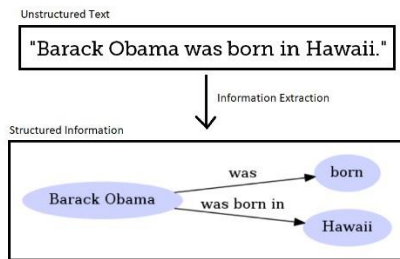 Unstructured Text
"Barack Obama was born in Hawaii."
Information Extraction
Structured Information
was
born
Barack Obama
was born in
Hawaii